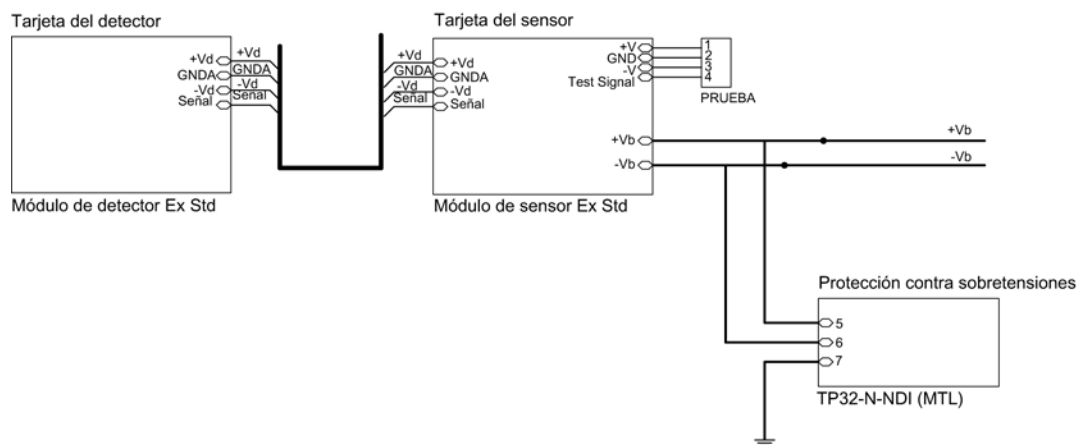 Tarjeta del detector
+Vd
GNDA
-Vd
Señal
+Vd
GNDA
-Vd
Señal
Módulo de detector Ex Std
Tarjeta del sensor
+Vd
GNDA
-Vd
Señal
+Vd
GNDA
-Vd
Señal
+V
GND
-V
Test Signal
1
2
3
4
PRUEBA
+Vb
-Vb
+Vb
-Vb
Módulo de sensor Ex Std
Protección contra sobretensiones
5
6
7
TP32-N-NDI (MTL)